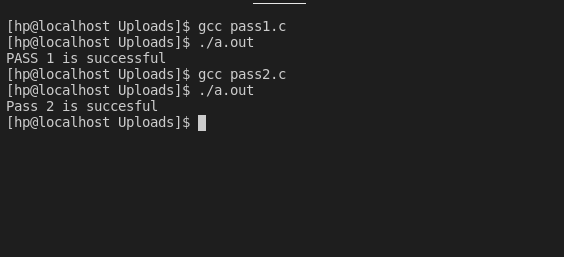 [hp@localhost Uploads]$ gcc pass1.c
[hp@localhost Uploads]$ ./a.out
PASS 1 is successful
[hp@localhost Uploads]$ gcc pass2.c
[hp@localhost Uploads]$ ./a.out
Pass 2 is succesful
[hp@localhost Uploads]$